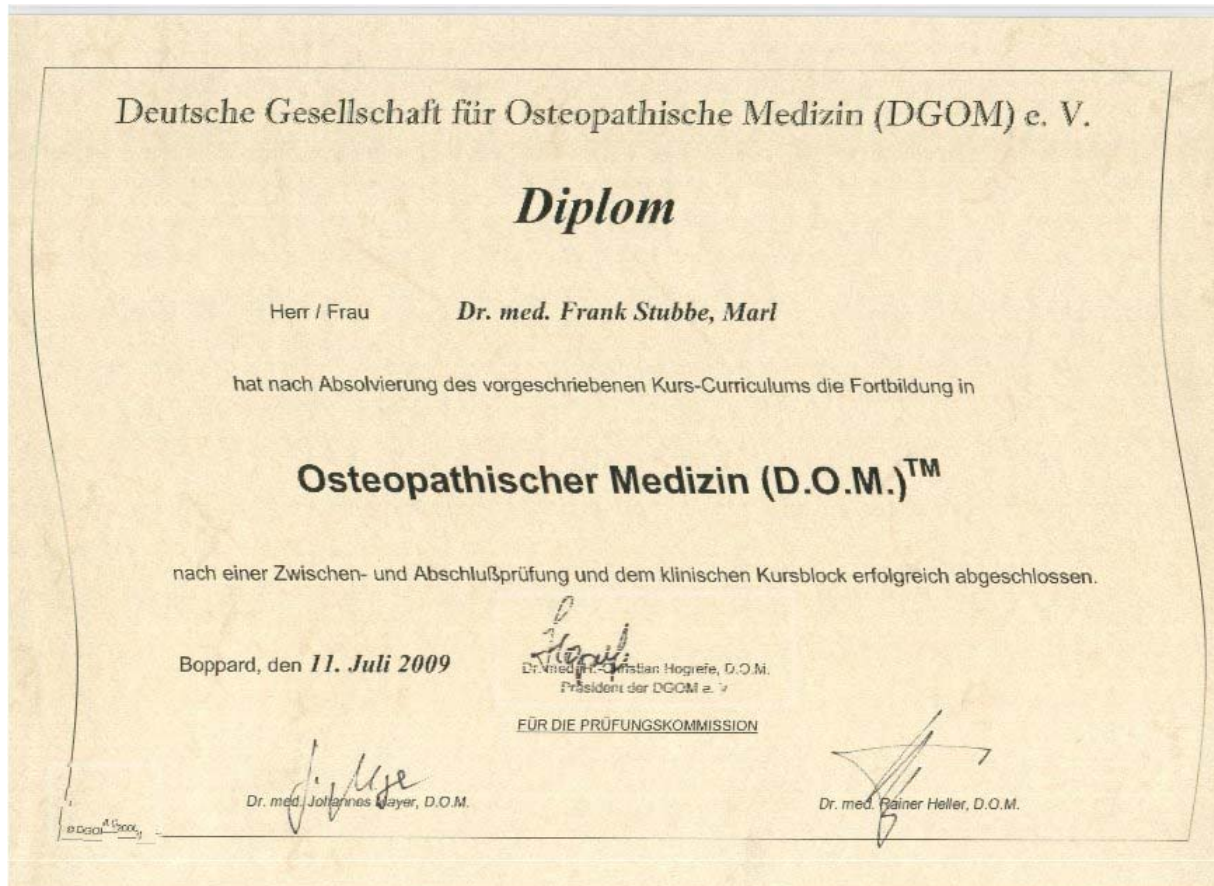 Deutsche Gesellschaft für Osteopathische Medizin (DGOM) e. V.
Diplom
Herr / Frau Dr. med. Frank Stubbe, Marl
hat nach Absolvierung des vorgeschriebenen Kurs-Curriculums die Fortbildung in
Osteopathischer Medizin (D.O.M.)™
nach einer Zwischen- und Abschlußprüfung und dem klinischen Kursblock erfolgreich abgeschlossen.
Boppard, den 11. Juli 2009
Dr. med. H.-Christian Hogrefe, D.O.M.
Präsident der DGOM e. V
FÜR DIE PRÜFUNGSKOMMISSION
Dr. med. Johannes Mayer, D.O.M.
Dr. med. Rainer Heller, D.O.M.